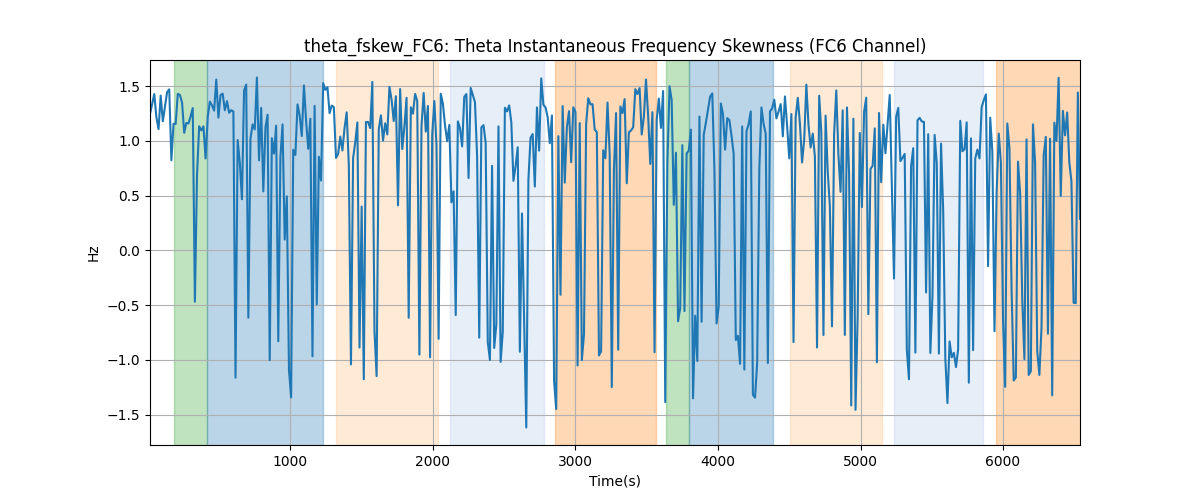 theta_fskew_FC6: Theta Instantaneous Frequency Skewness (FC6 Channel)
Hz
1.5
1.0
0.5
0.0
−0.5
−1.0
−1.5
1000 2000 3000 4000 5000 6000
Time(s)